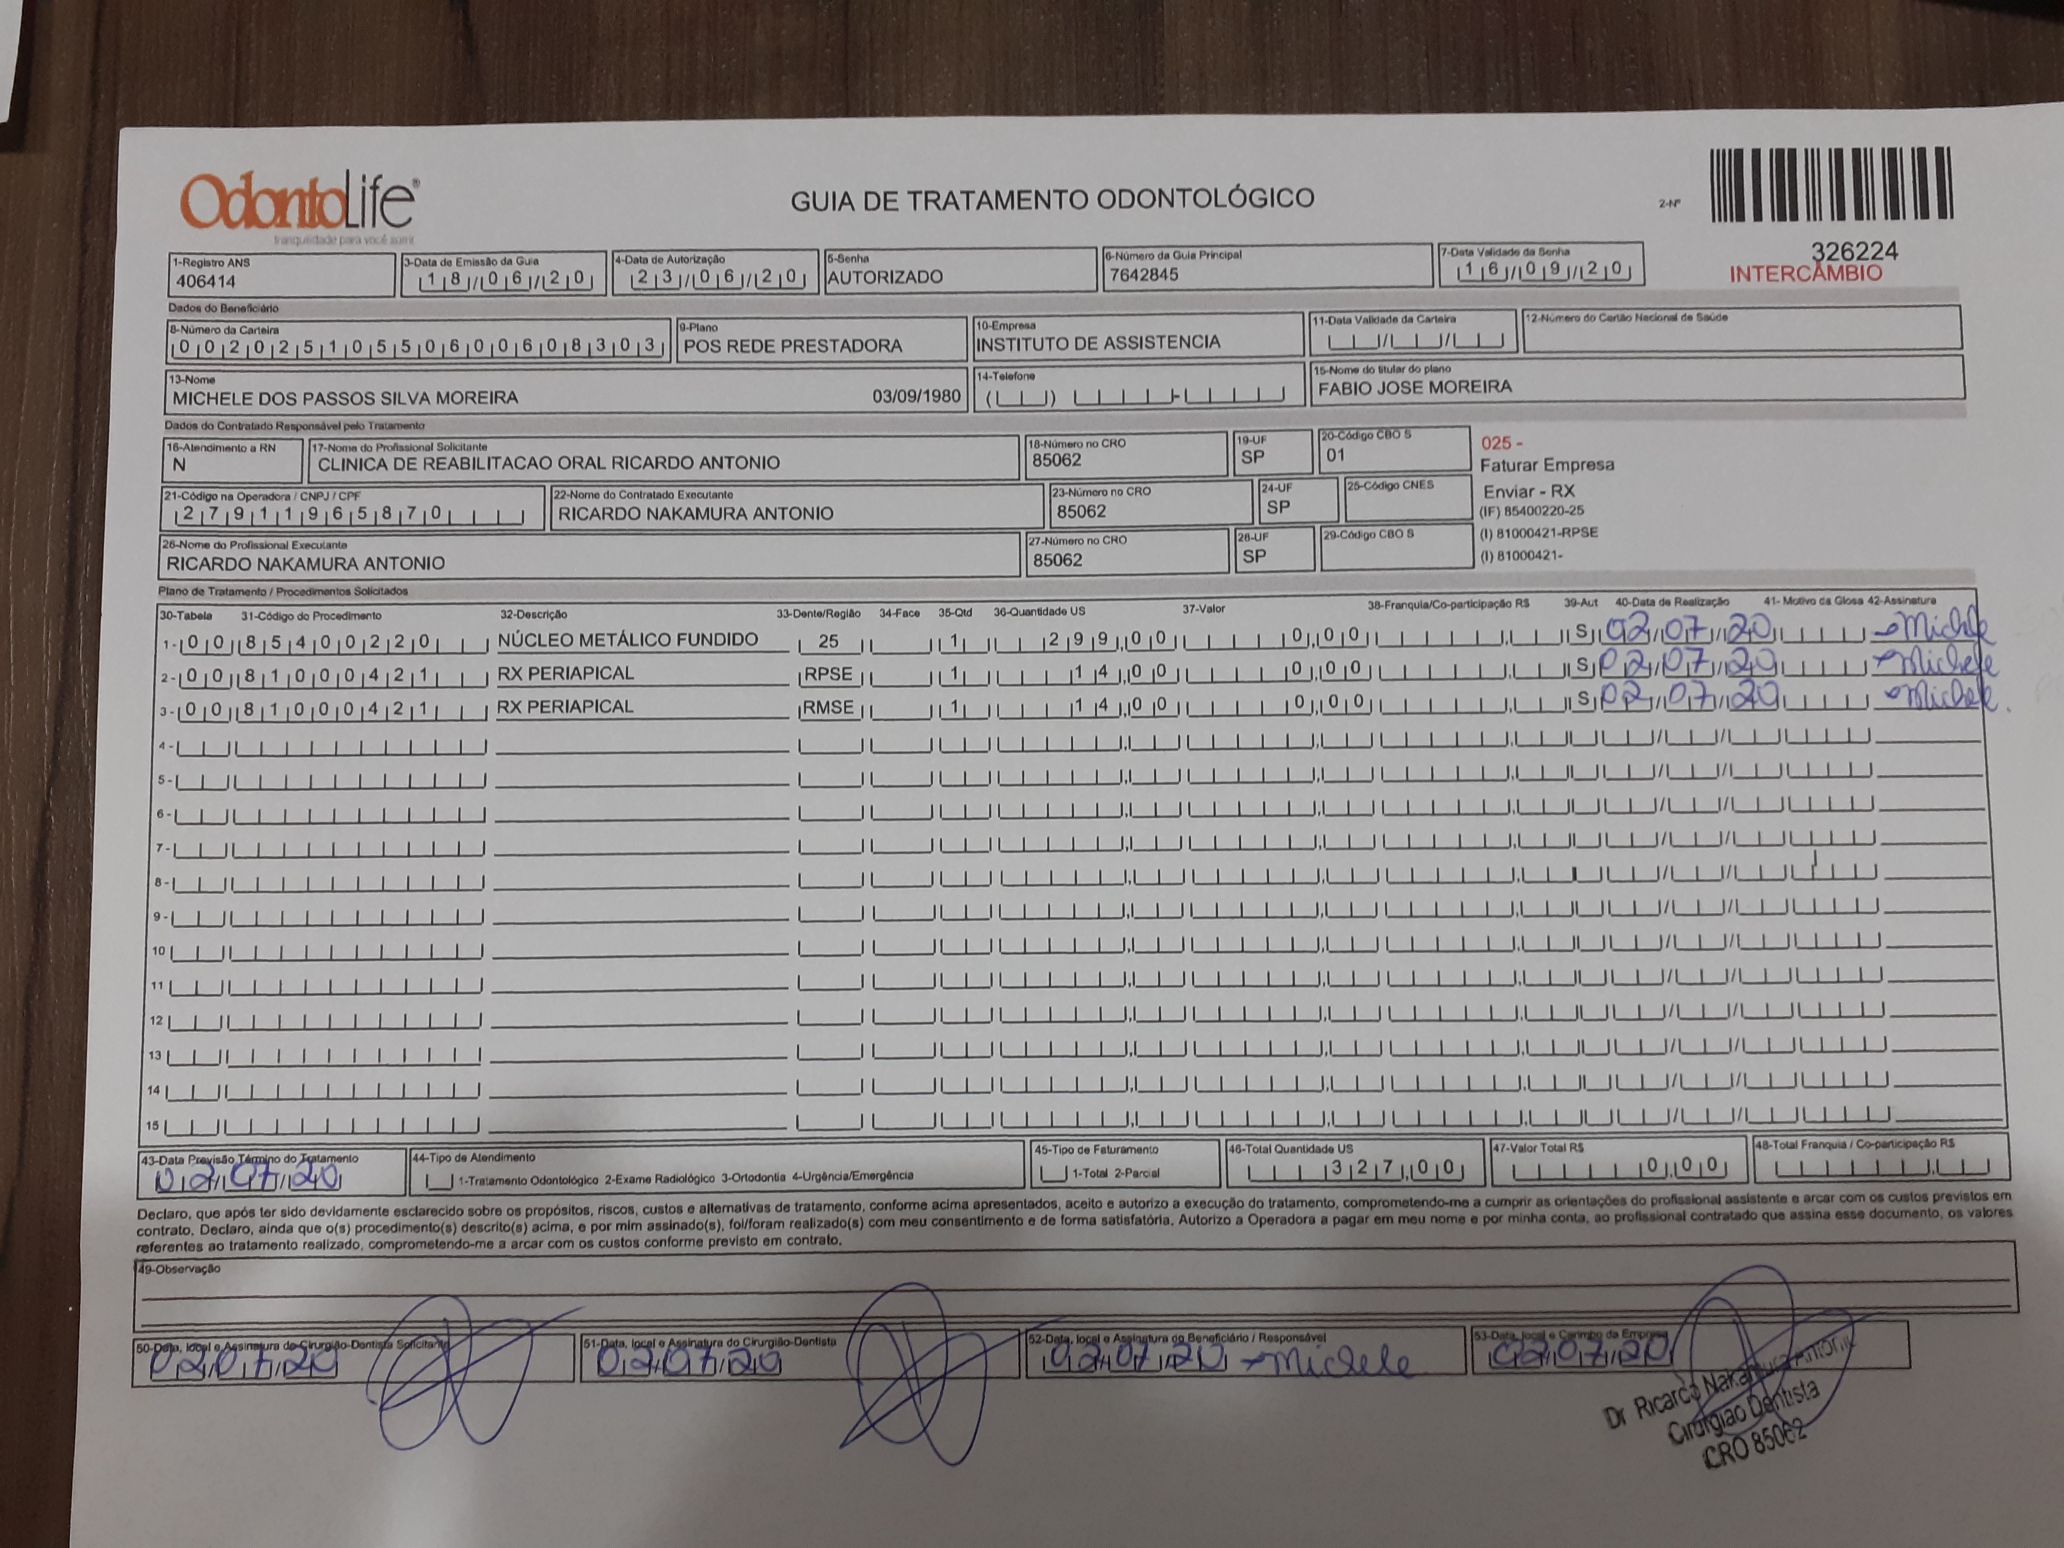 OdontoLife®
tranquilidade para você sorrir
GUIA DE TRATAMENTO ODONTOLÓGICO
2-Nº
326224
INTERCÂMBIO
1-Registro ANS
406414
3-Data de Emissão da Guia
18/06/20
4-Data de Autorização
23/06/20
5-Senha
AUTORIZADO
6-Número da Guia Principal
7642845
7-Data Validade da Senha
16/09/20
Dados do Beneficiário
8-Número da Carteira
00202510550600608303
9-Plano
POS REDE PRESTADORA
10-Empresa
INSTITUTO DE ASSISTENCIA
11-Data Validade da Carteira
12-Número do Cartão Nacional de Saúde
13-Nome
MICHELE DOS PASSOS SILVA MOREIRA 03/09/1980
14-Telefone
15-Nome do titular do plano
FABIO JOSE MOREIRA
Dados do Contratado Responsável pelo Tratamento
16-Atendimento a RN
N
17-Nome do Profissional Solicitante
CLINICA DE REABILITACAO ORAL RICARDO ANTONIO
18-Número no CRO
85062
19-UF
SP
20-Código CBO S
01
025 -
Faturar Empresa
Enviar - RX
(IF) 85400220-25
(I) 81000421-RPSE
(I) 81000421-
21-Código na Operadora / CNPJ / CPF
27911965870
22-Nome do Contratado Executante
RICARDO NAKAMURA ANTONIO
23-Número no CRO
85062
24-UF
SP
25-Código CNES
26-Nome do Profissional Executante
RICARDO NAKAMURA ANTONIO
27-Número no CRO
85062
28-UF
SP
29-Código CBO S
Plano de Tratamento / Procedimentos Solicitados
30-Tabela 31-Código do Procedimento 32-Descrição 33-Dente/Região 34-Face 35-Qtd 36-Quantidade US 37-Valor 38-Franquia/Co-participação R$ 39-Aut 40-Data de Realização 41- Motivo da Glosa 42-Assinatura
1- 00 85400220 NÚCLEO METÁLICO FUNDIDO 25 1 299,00 0,00 S 02/07/20 Michele
2- 00 81000421 RX PERIAPICAL RPSE 1 14,00 0,00 S 02/07/20 Michele
3- 00 81000421 RX PERIAPICAL RMSE 1 14,00 0,00 S 02/07/20 Michele
4-
5-
6-
7-
8-
9-
10
11
12
13
14
15
43-Data Previsão Término do Tratamento
02/07/20
44-Tipo de Atendimento
1-Tratamento Odontológico 2-Exame Radiológico 3-Ortodontia 4-Urgência/Emergência
45-Tipo de Faturamento
1-Total 2-Parcial
46-Total Quantidade US
327,00
47-Valor Total R$
0,00
48-Total Franquia / Co-participação R$
Declaro, que após ter sido devidamente esclarecido sobre os propósitos, riscos, custos e alternativas de tratamento, conforme acima apresentados, aceito e autorizo a execução do tratamento, comprometendo-me a cumprir as orientações do profissional assistente e arcar com os custos previstos em
contrato. Declaro, ainda que o(s) procedimento(s) descrito(s) acima, e por mim assinado(s), foi/foram realizado(s) com meu consentimento e de forma satisfatória. Autorizo a Operadora a pagar em meu nome e por minha conta, ao profissional contratado que assina esse documento, os valores
referentes ao tratamento realizado, comprometendo-me a arcar com os custos conforme previsto em contrato.
49-Observação
50-Data, local e Assinatura do Cirurgião-Dentista Solicitante
02/07/20
51-Data, local e Assinatura do Cirurgião-Dentista
02/07/20
52-Data, local e Assinatura do Beneficiário / Responsável
02/07/20 Michele
53-Data, local e Carimbo da Empresa
02/07/20
Dr Ricardo Nakamura Antonio
Cirurgião Dentista
CRO 85062